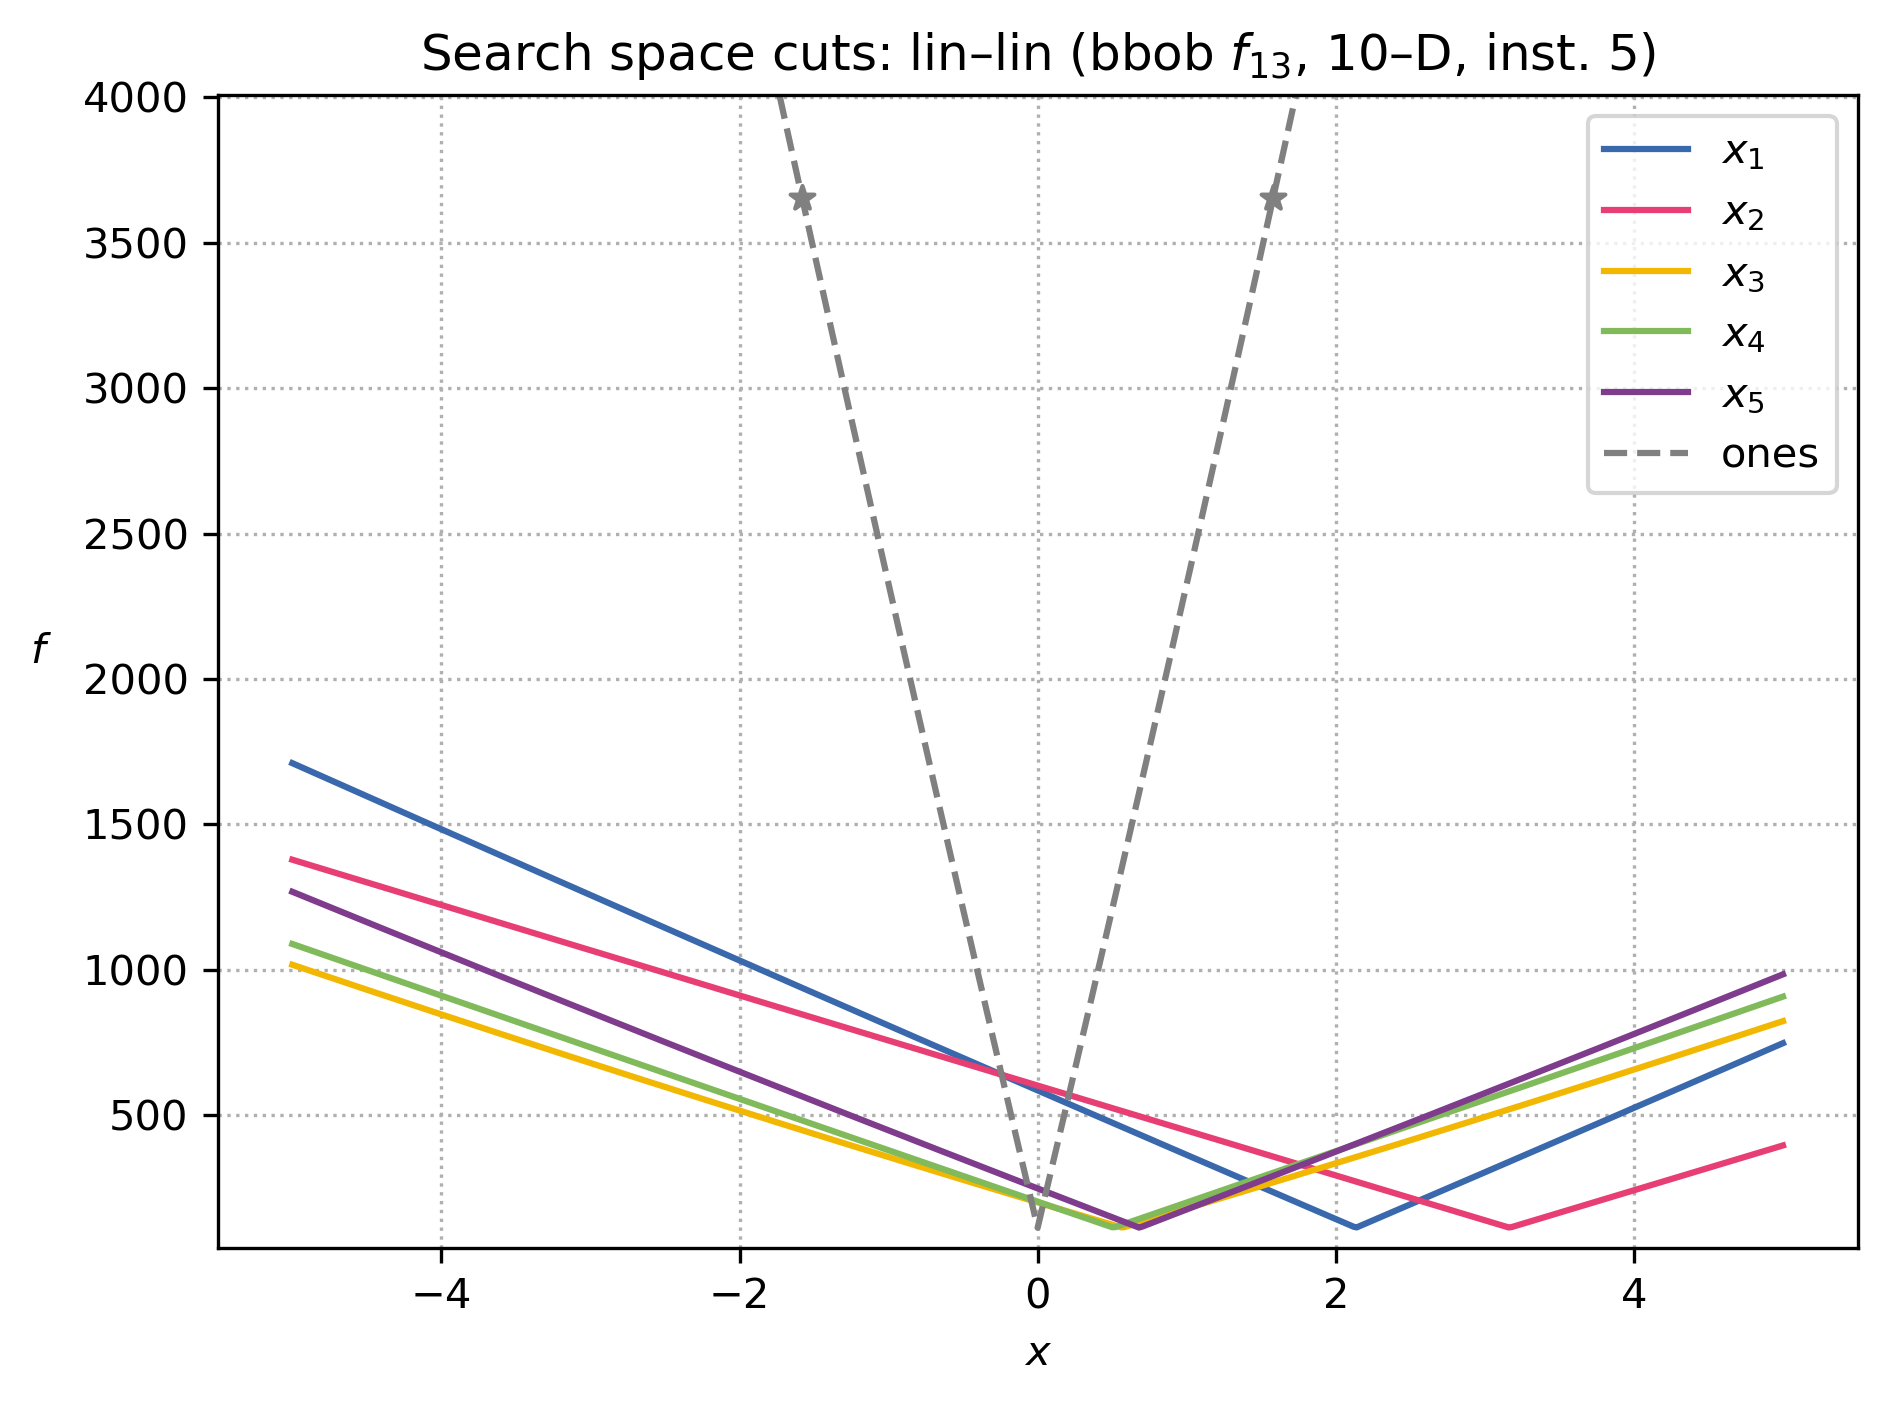 Search space cuts: lin–lin (bbob f₁₃, 10–D, inst. 5)
4000
3500
3000
2500
2000
1500
1000
500
f
−4
−2
0
2
4
x
x₁
x₂
x₃
x₄
x₅
ones